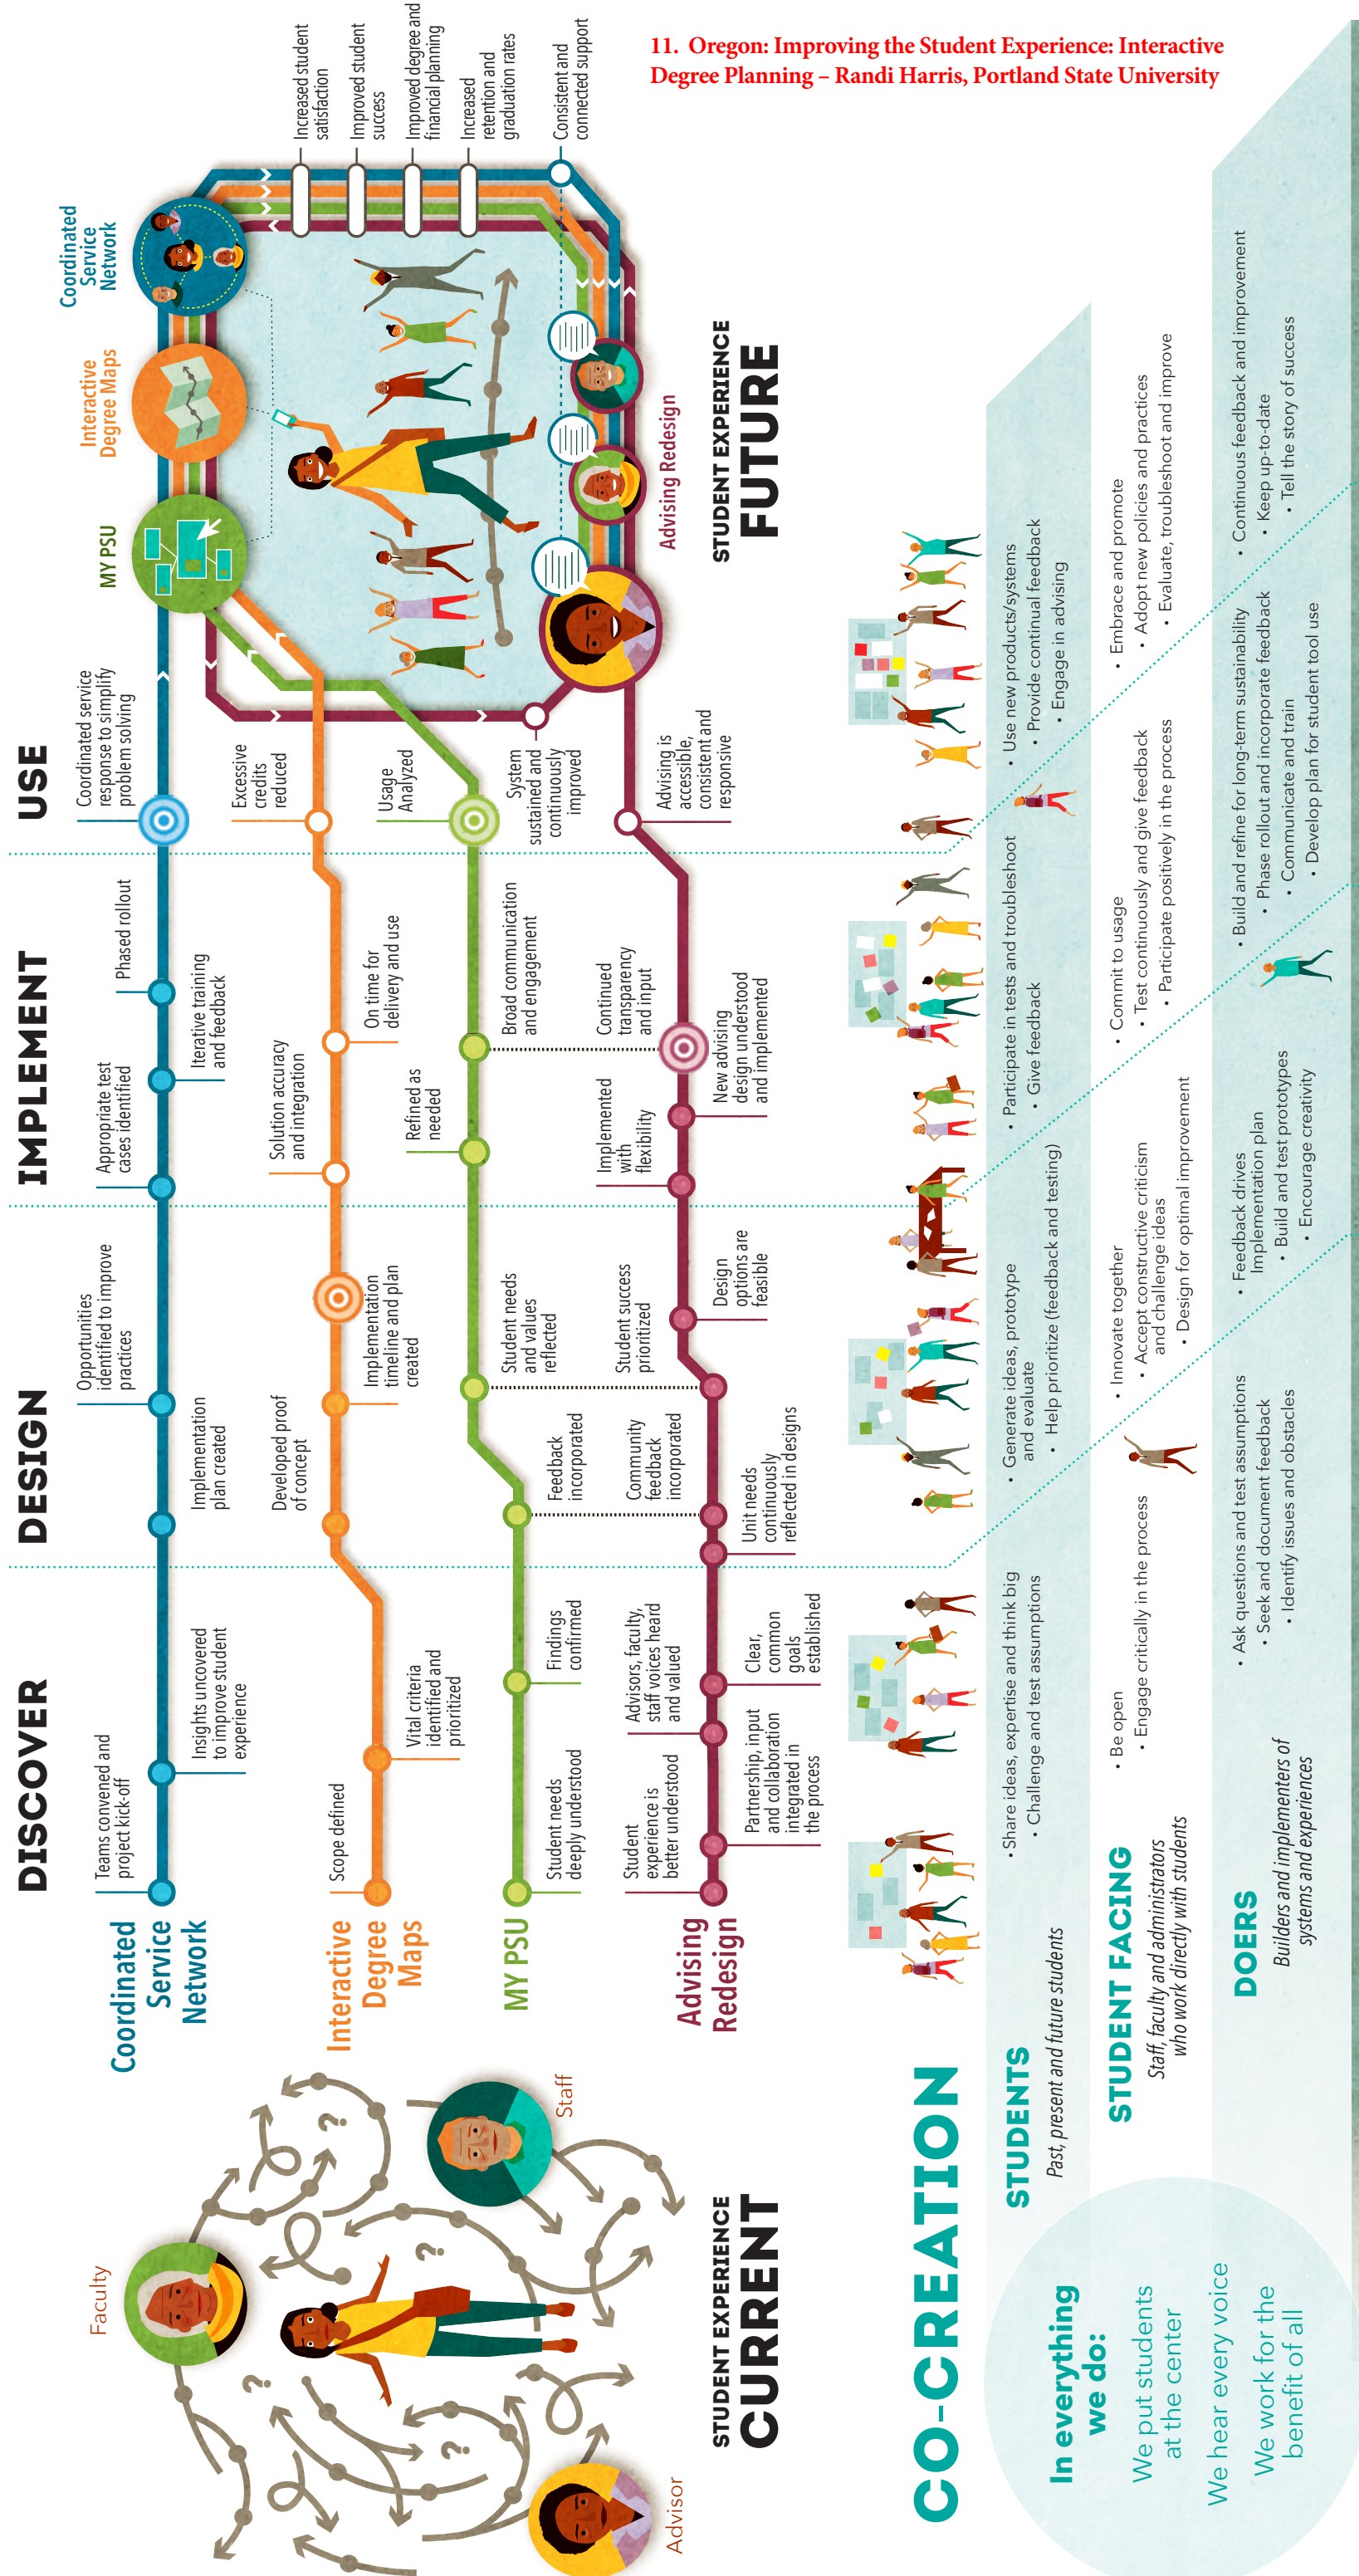 11. Oregon: Improving the Student Experience: Interactive
Degree Planning – Randi Harris, Portland State University
DISCOVER
DESIGN
IMPLEMENT
USE
Faculty
Staff
Advisor
?
?
?
?
STUDENT EXPERIENCE
CURRENT
Coordinated
Service
Network
Teams convened and
project kick-off
Insights uncovered
to improve student
experience
Implementation
plan created
Opportunities
identified to improve
practices
Appropriate test
cases identified
Iterative training
and feedback
Phased rollout
Coordinated service
response to simplify
problem solving
Interactive
Degree
Maps
Scope defined
Vital criteria
identified and
prioritized
Developed proof
of concept
Implementation
timeline and plan
created
Solution accuracy
and integration
On time for
delivery and use
Excessive
credits
reduced
MY PSU
Student needs
deeply understood
Findings
confirmed
Feedback
incorporated
Student needs
and values
reflected
Refined as
needed
Broad communication
and engagement
Usage
Analyzed
Advising
Redesign
Student
experience is
better understood
Partnership, input
and collaboration
integrated in
the process
Advisors, faculty,
staff voices heard
and valued
Clear,
common
goals
established
Unit needs
continuously
reflected in designs
Community
feedback
incorporated
Student success
prioritized
Design
options are
feasible
Implemented
with
flexibility
New advising
design understood
and implemented
Continued
transparency
and input
Advising is
accessible,
consistent and
responsive
System
sustained and
continuously
improved
MY PSU
Interactive
Degree Maps
Coordinated
Service
Network
Increased student
satisfaction
Improved student
success
Improved degree and
financial planning
Increased
retention and
graduation rates
Consistent and
connected support
Advising Redesign
STUDENT EXPERIENCE
FUTURE
CO-CREATION
In everything
we do:
We put students
at the center
We hear every voice
We work for the
benefit of all
STUDENTS
Past, present and future students
• Share ideas, expertise and think big
• Challenge and test assumptions
• Generate ideas, prototype
and evaluate
• Help prioritize (feedback and testing)
• Participate in tests and troubleshoot
• Give feedback
• Use new products/systems
• Provide continual feedback
• Engage in advising
STUDENT FACING
Staff, faculty and administrators
who work directly with students
• Be open
• Engage critically in the process
• Innovate together
• Accept constructive criticism
and challenge ideas
• Design for optimal improvement
• Commit to usage
• Test continuously and give feedback
• Participate positively in the process
• Embrace and promote
• Adopt new policies and practices
• Evaluate, troubleshoot and improve
DOERS
Builders and implementers of
systems and experiences
• Ask questions and test assumptions
• Seek and document feedback
• Identify issues and obstacles
• Feedback drives
Implementation plan
• Build and test prototypes
• Encourage creativity
• Build and refine for long-term sustainability
• Phase rollout and incorporate feedback
• Communicate and train
• Develop plan for student tool use
• Continuous feedback and improvement
• Keep up-to-date
• Tell the story of success